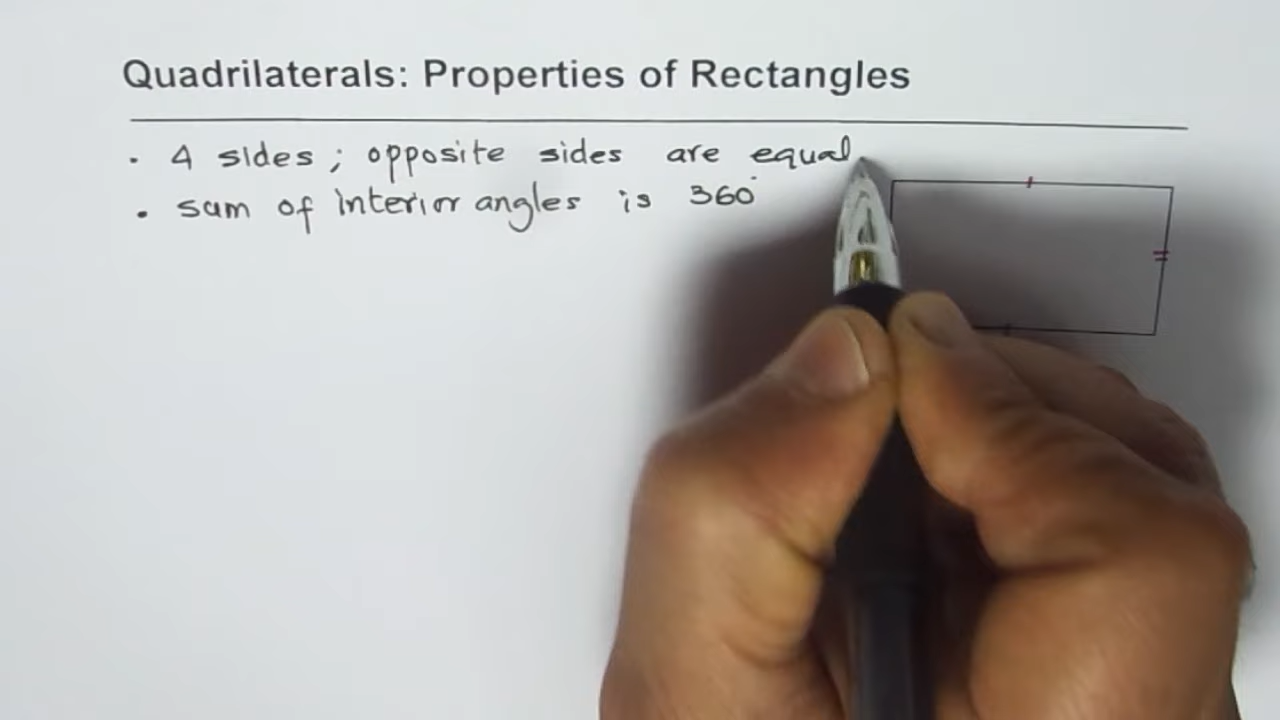 Quadrilaterals: Properties of Rectangles
• 4 sides; opposite sides are equal
• sum of interior angles is 360°